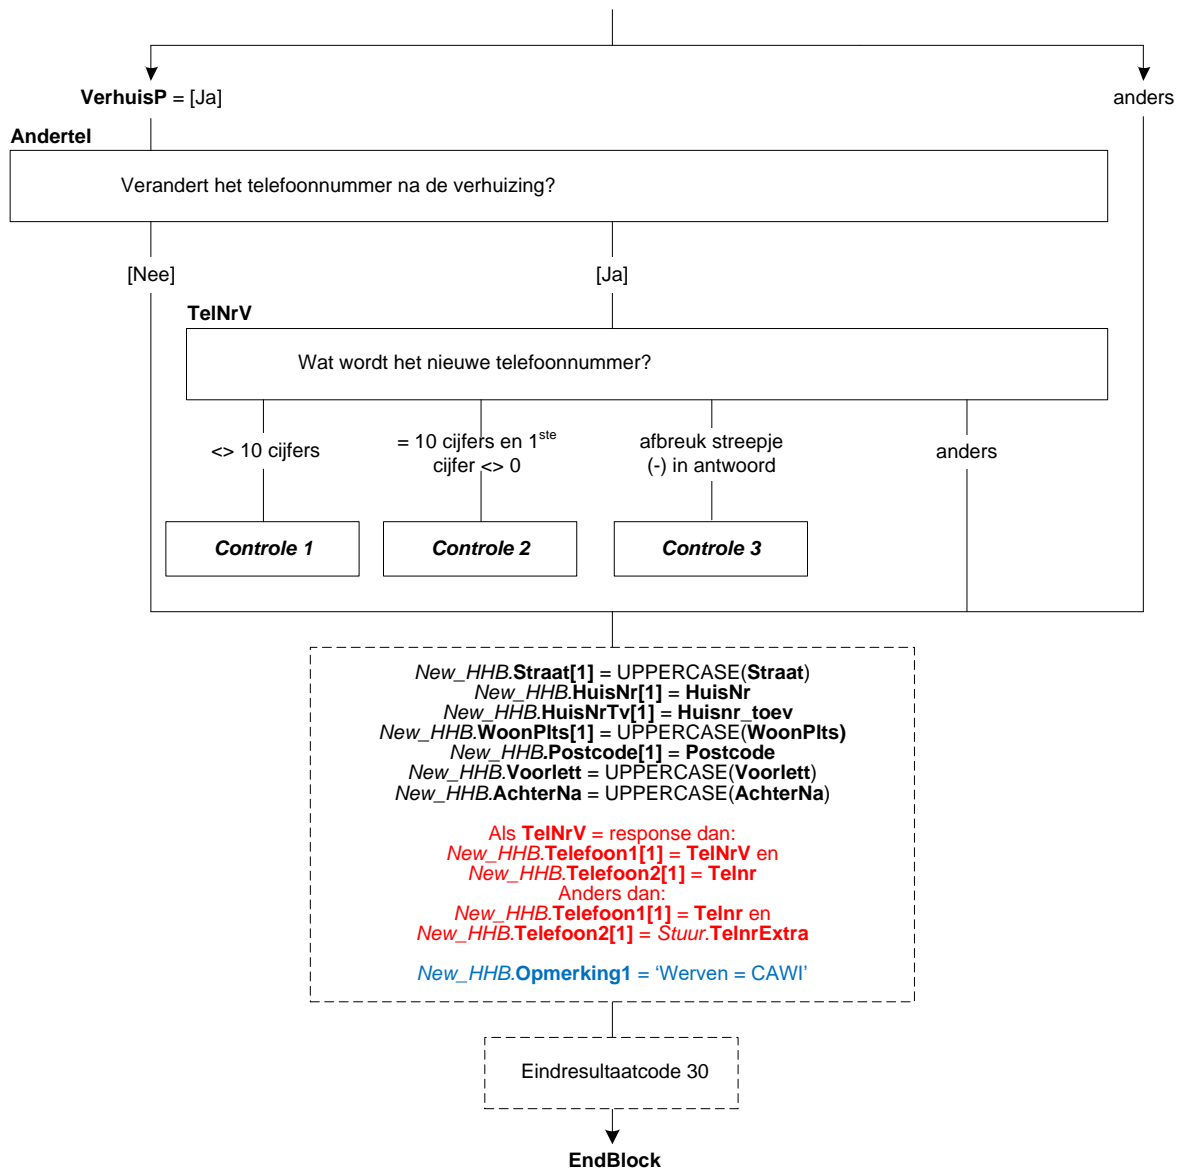 VerhuisP = [Ja]
anders
Andertel
Verandert het telefoonnummer na de verhuizing?
[Nee]
[Ja]
TelNrV
Wat wordt het nieuwe telefoonnummer?
<> 10 cijfers
= 10 cijfers en 1ste
cijfer <> 0
afbreuk streepje
(-) in antwoord
anders
Controle 1
Controle 2
Controle 3
New_HHB.Straat[1] = UPPERCASE(Straat)
New_HHB.HuisNr[1] = HuisNr
New_HHB.HuisNrTv[1] = Huisnr_toev
New_HHB.WoonPlts[1] = UPPERCASE(WoonPlts)
New_HHB.Postcode[1] = Postcode
New_HHB.Voorlett = UPPERCASE(Voorlett)
New_HHB.AchterNa = UPPERCASE(AchterNa)
Als TelNrV = response dan:
New_HHB.Telefoon1[1] = TelNrV en
New_HHB.Telefoon2[1] = Telnr
Anders dan:
New_HHB.Telefoon1[1] = Telnr en
New_HHB.Telefoon2[1] = Stuur.TelnrExtra
New_HHB.Opmerking1 = ‘Werven = CAWI’
Eindresultaatcode 30
EndBlock